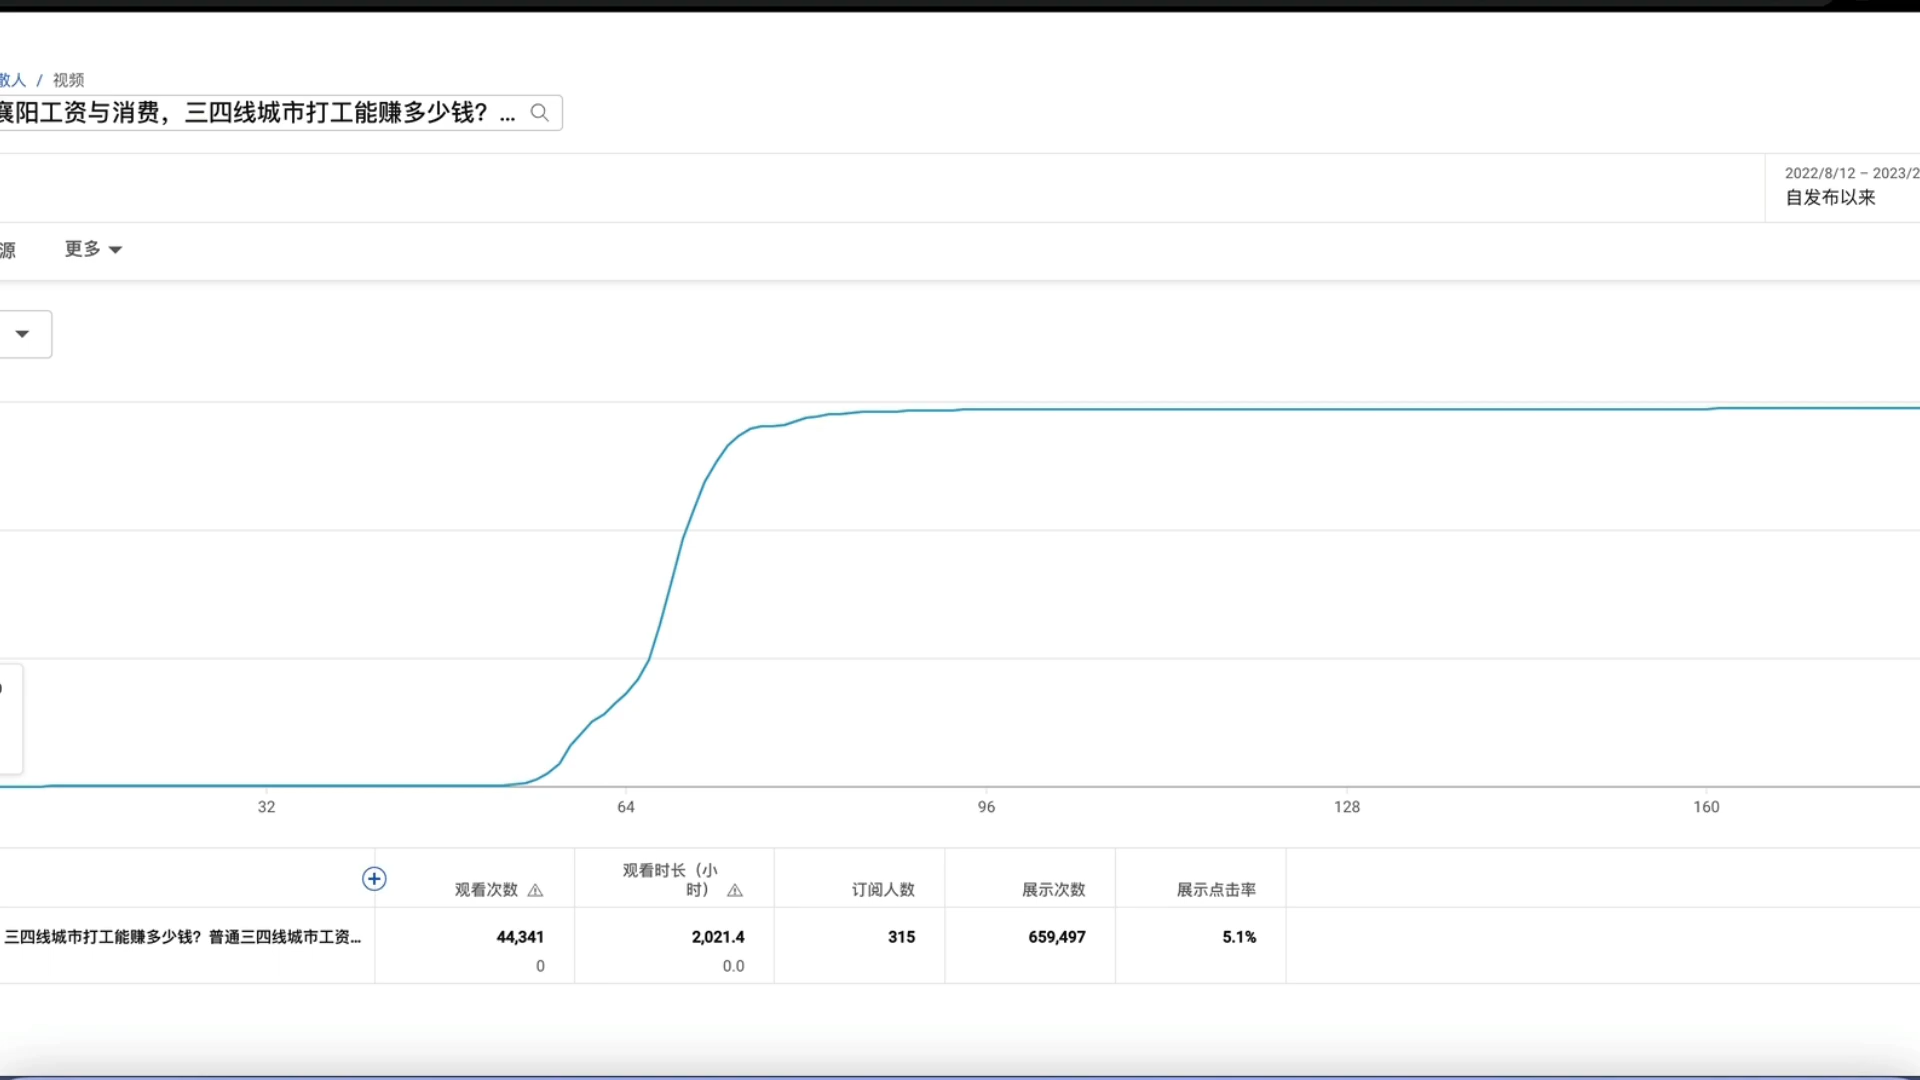 散人 / 视频
襄阳工资与消费，三四线城市打工能赚多少钱？...
2022/8/12 – 2023/2
自发布以来
源 更多
32 64 96 128 160
观看次数 观看时长（小时） 订阅人数 展示次数 展示点击率
三四线城市打工能赚多少钱？普通三四线城市工资... 44,341 2,021.4 315 659,497 5.1%
0 0.0